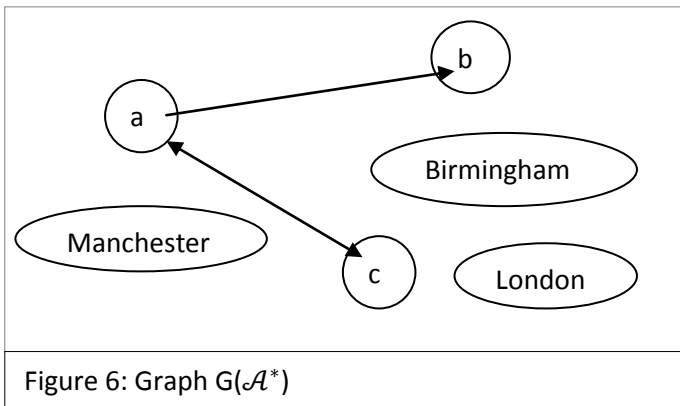 b
a
Birmingham
Manchester
c
London
Figure 6: Graph G(𝒜*)